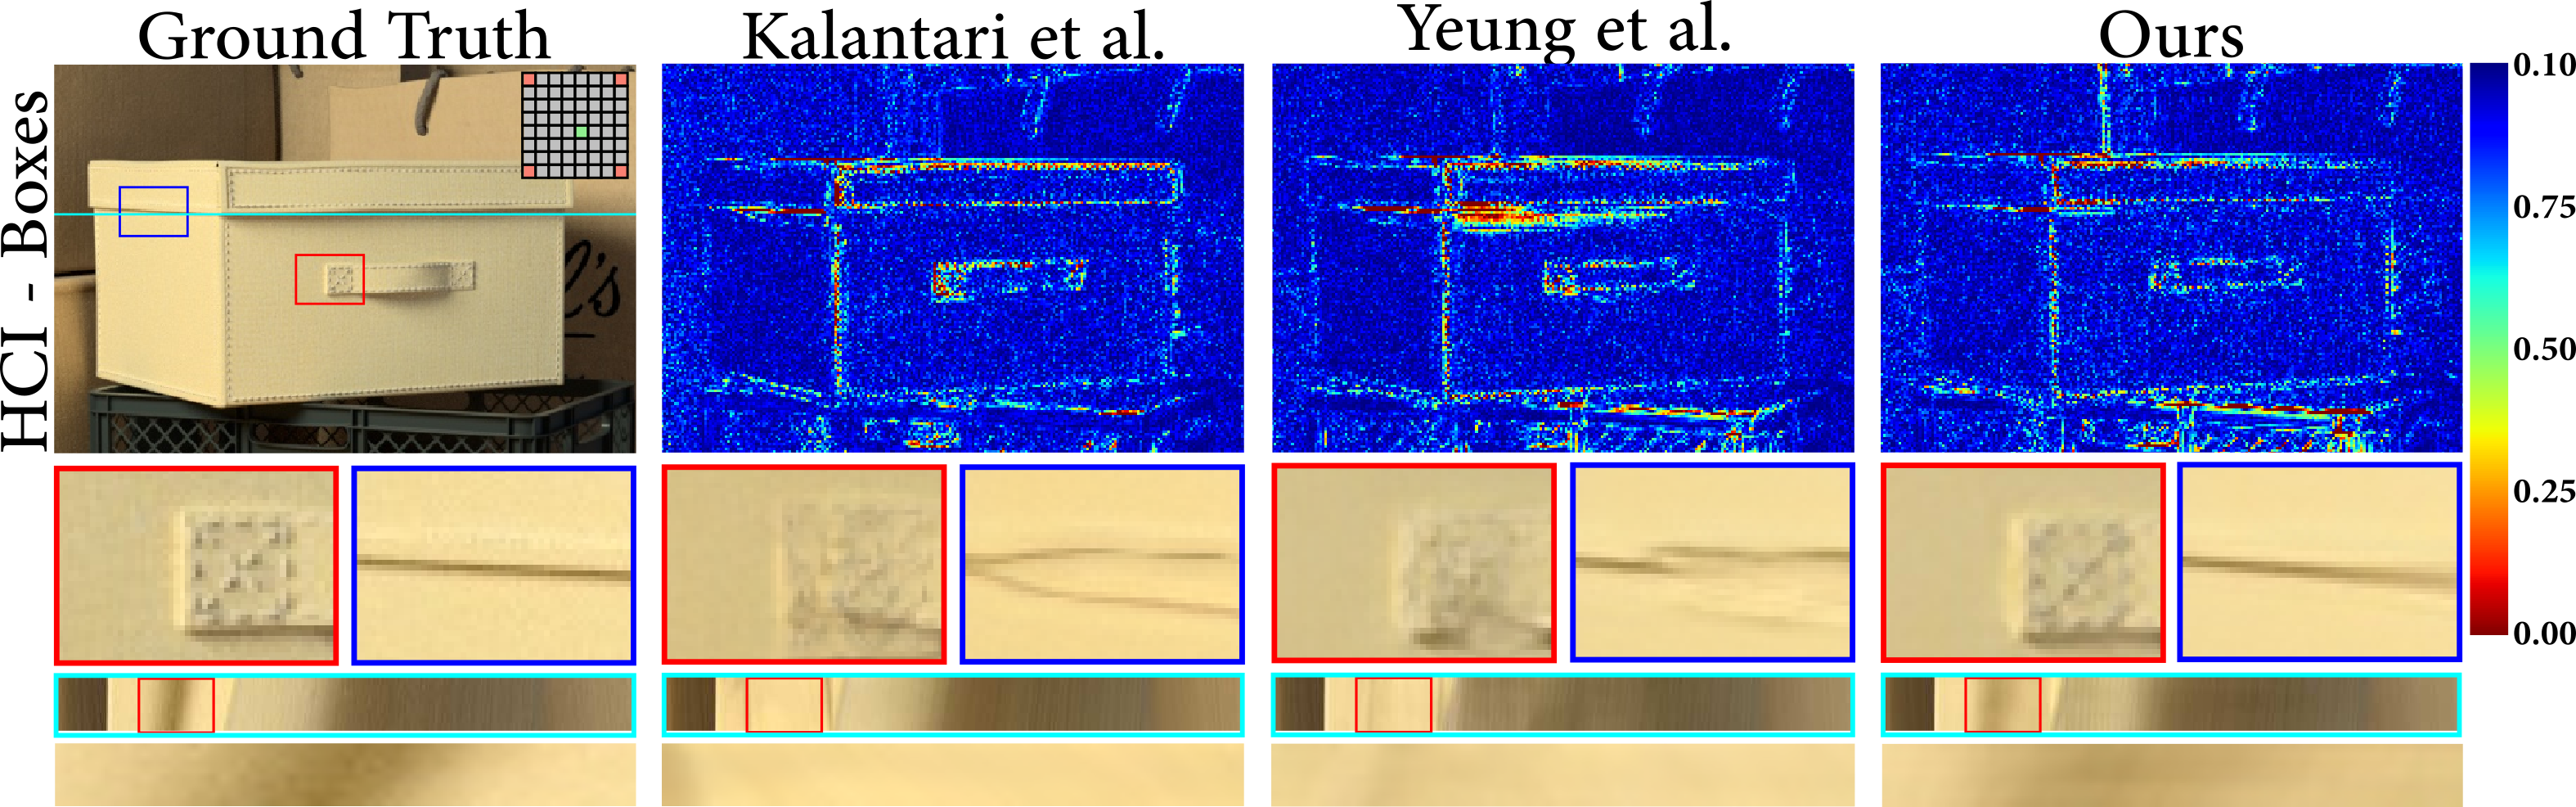 Ground Truth
Kalantari et al.
Yeung et al.
Ours
HCI - Boxes
l's
0.10
0.75
0.50
0.25
0.00